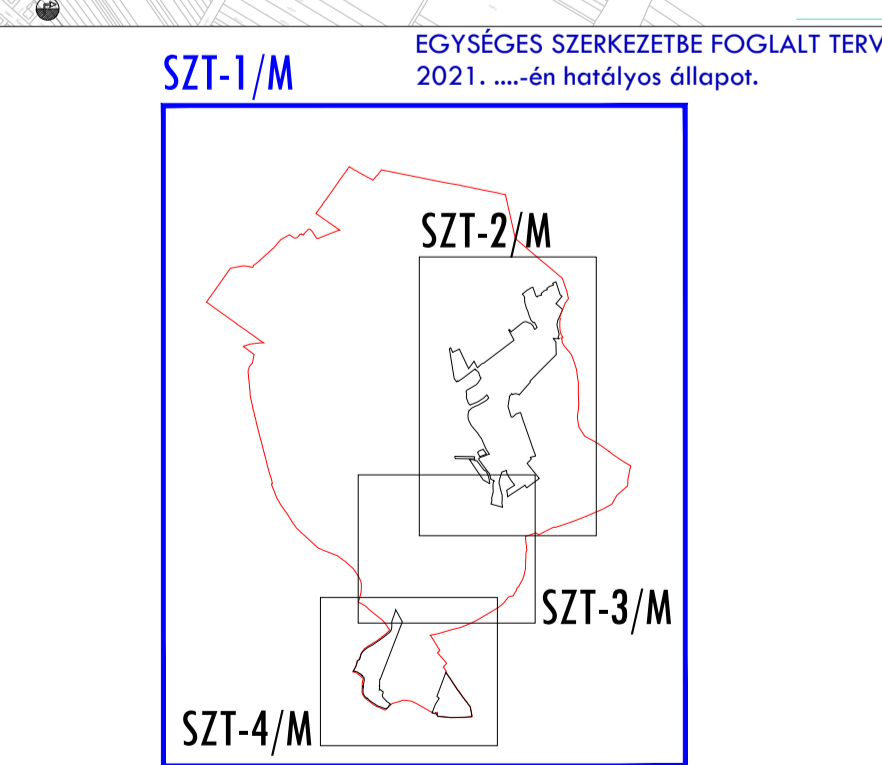 EGYSÉGES SZERKEZETBE FOGLALT TERV
SZT-1/M
2021. ....-én hatályos állapot.
SZT-2/M
SZT-3/M
SZT-4/M